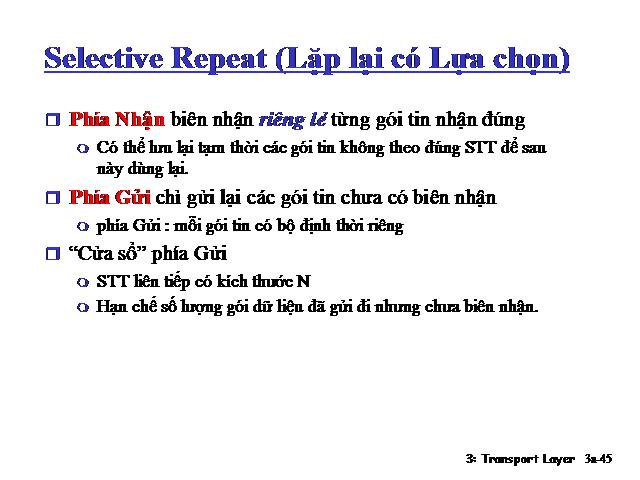 Selective Repeat (Lặp lại có Lựa chọn)
Phía Nhận biên nhận riêng lẻ từng gói tin nhận đúng
Có thể lưu lại tạm thời các gói tin không theo đúng STT để sau
này dùng lại.
Phía Gửi chỉ gửi lại các gói tin chưa có biên nhận
phía Gửi : mỗi gói tin có bộ định thời riêng
“Cửa sổ” phía Gửi
STT liên tiếp có kích thước N
Hạn chế số lượng gói dữ liệu đã gửi đi nhưng chưa biên nhận.
3: Transport Layer 3a-45